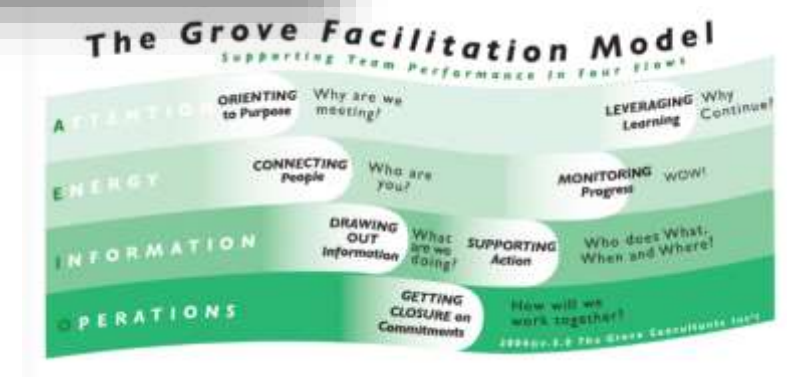 The Grove Facilitation Model
Supporting Team Performance In Four Flows
ATTENTION
ORIENTING
to Purpose
Why are we
meeting?
LEVERAGING
Learning
Why
Continue?
ENERGY
CONNECTING
People
Who are
you?
MONITORING
Progress
WOW!
INFORMATION
DRAWING
OUT
Information
What
are we
doing?
SUPPORTING
Action
Who does What,
When and Where?
OPERATIONS
GETTING
CLOSURE on
Commitments
How will we
work together?
The Grove Consultants Int'l